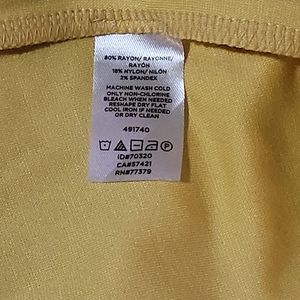 80% RAYON/ RAYONNE/
RAYÓN
18% NYLON/ NILÓN
2% SPANDEX
MACHINE WASH COLD
ONLY NON-CHLORINE
BLEACH WHEN NEEDED
RESHAPE DRY FLAT
COOL IRON IF NEEDED
OR DRY CLEAN
491740
ID#70320
CA#57421
RN#77379